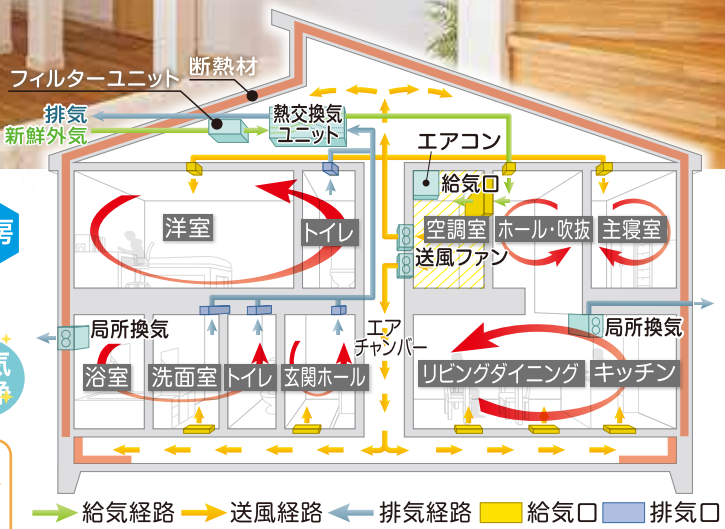 フィルターユニット
断熱材
排気
新鮮外気
熱交換気
ユニット
エアコン
給気口
洋室
トイレ
空調室
ホール・吹抜
主寝室
送風ファン
房
局所換気
エア
チャンバー
局所換気
気
浴室
洗面室
トイレ
玄関ホール
リビングダイニング
キッチン
給気経路
送風経路
排気経路
給気口
排気口